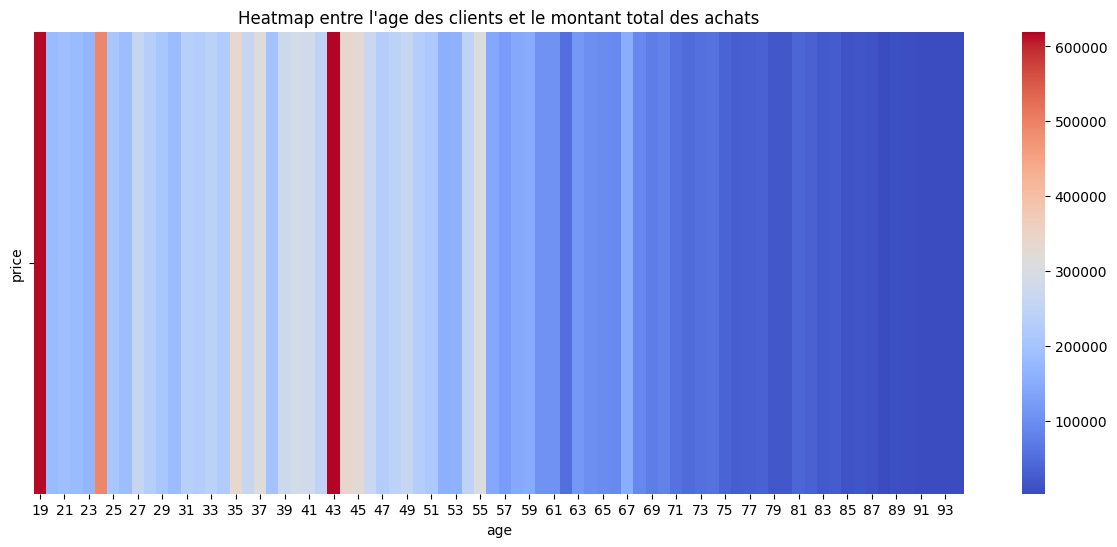 Heatmap entre l'age des clients et le montant total des achats
price
19 21 23 25 27 29 31 33 35 37 39 41 43 45 47 49 51 53 55 57 59 61 63 65 67 69 71 73 75 77 79 81 83 85 87 89 91 93
age
600000
500000
400000
300000
200000
100000